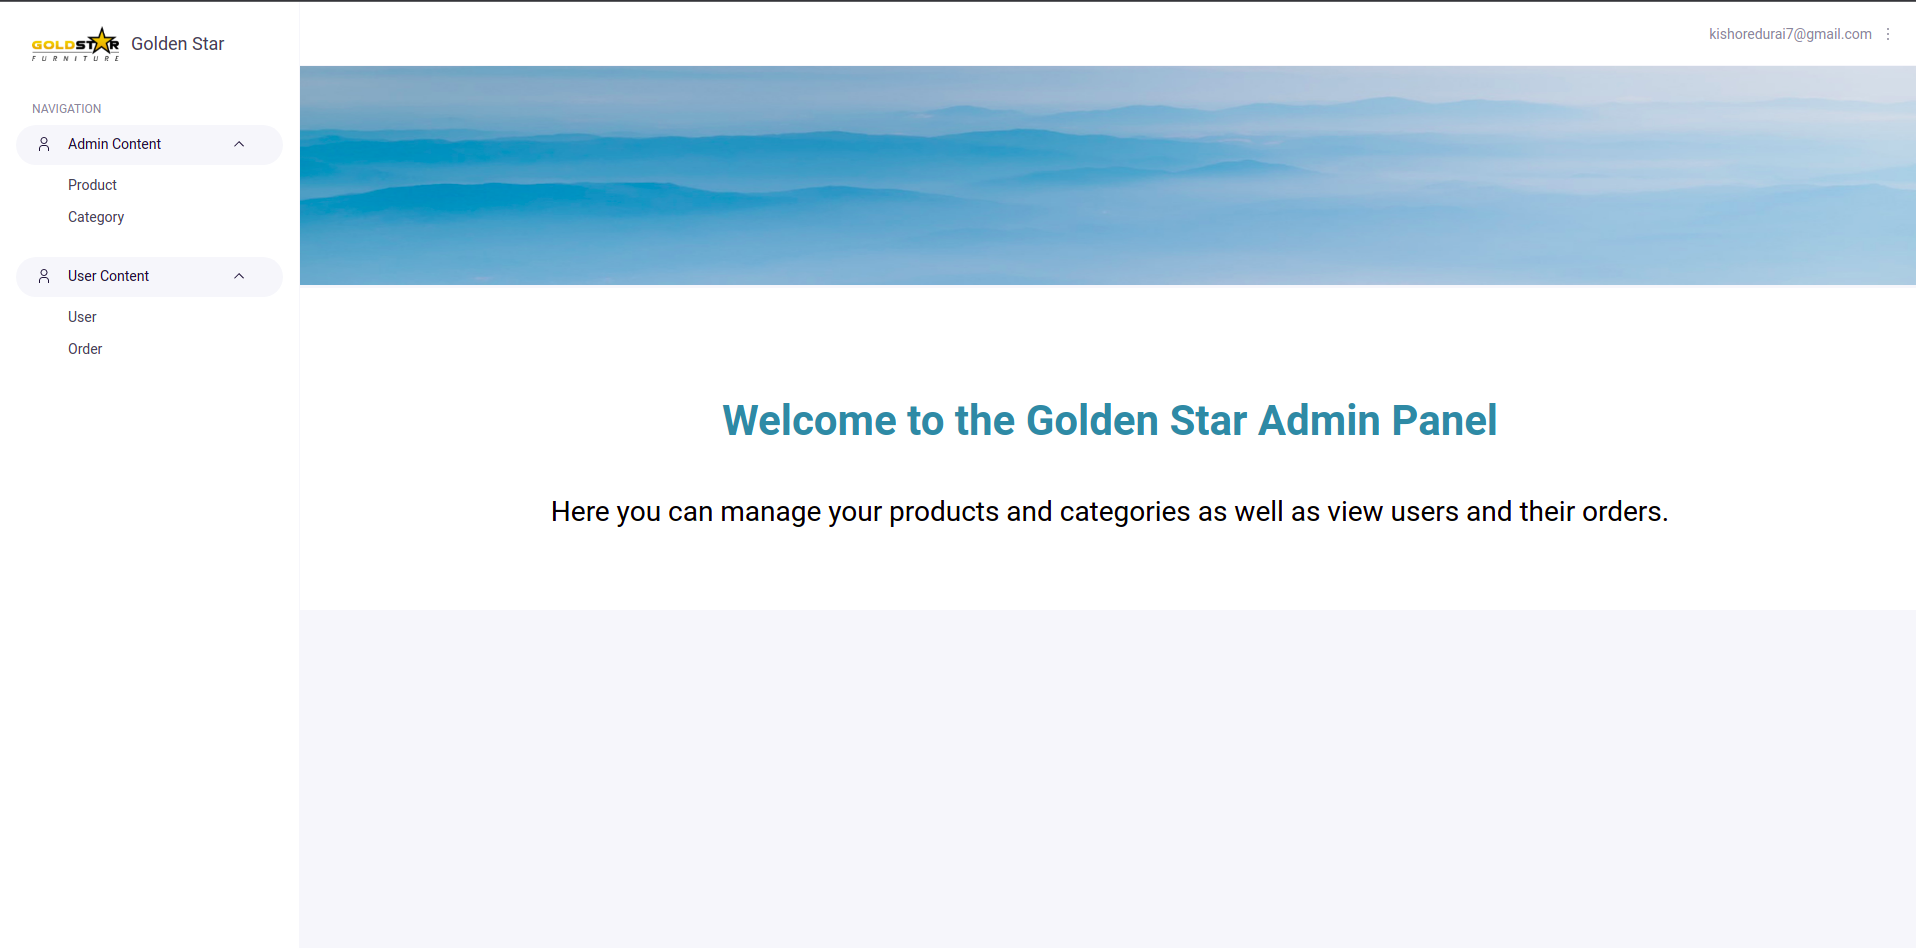 GOLDSTAR
FURNITURE
Golden Star
kishoredurai7@gmail.com
NAVIGATION
Admin Content
Product
Category
User Content
User
Order
Welcome to the Golden Star Admin Panel
Here you can manage your products and categories as well as view users and their orders.